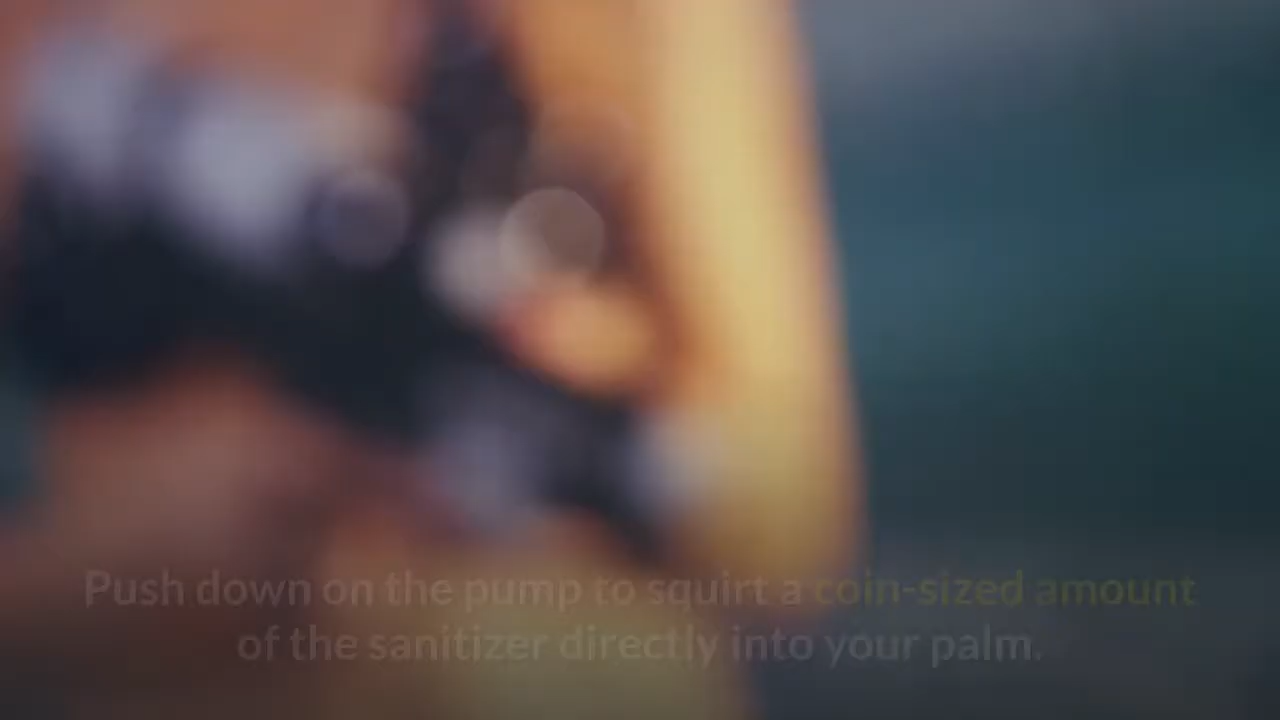 Push down on the pump to squirt a coin-sized amount
of the sanitizer directly into your palm.